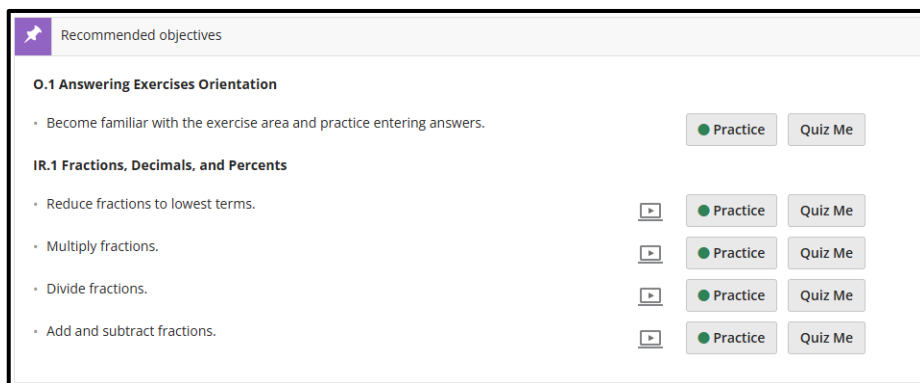 Recommended objectives
O.1 Answering Exercises Orientation
• Become familiar with the exercise area and practice entering answers. Practice Quiz Me
IR.1 Fractions, Decimals, and Percents
• Reduce fractions to lowest terms. Practice Quiz Me
• Multiply fractions. Practice Quiz Me
• Divide fractions. Practice Quiz Me
• Add and subtract fractions. Practice Quiz Me